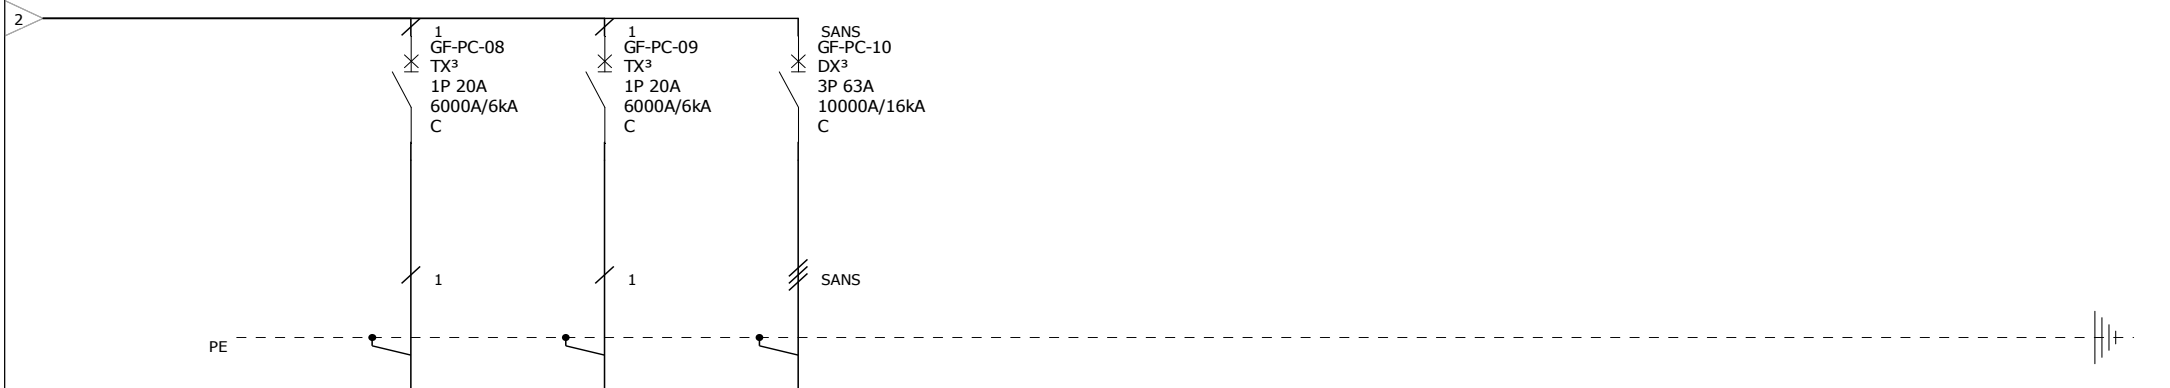 2
1
GF-PC-08
TX³
1P 20A
6000A/6kA
C
1
GF-PC-09
TX³
1P 20A
6000A/6kA
C
SANS
GF-PC-10
DX³
3P 63A
10000A/16kA
C
1
1
SANS
PE